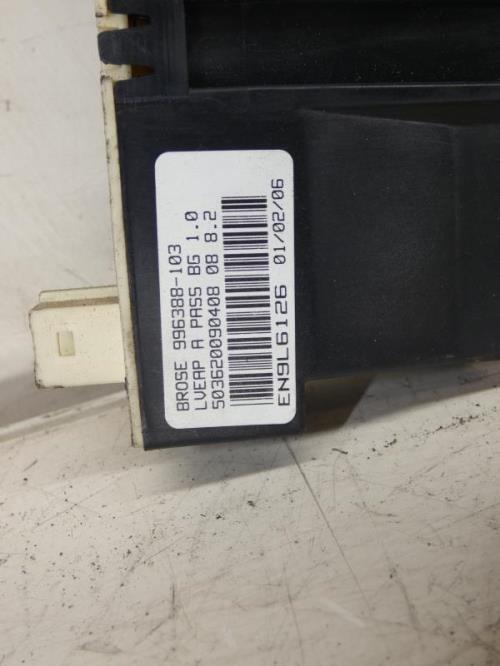 BROSE 996388-103
LVEAP A PASS BG 1.0
503620090408 08 8.2
EN9L6126 01/02/06